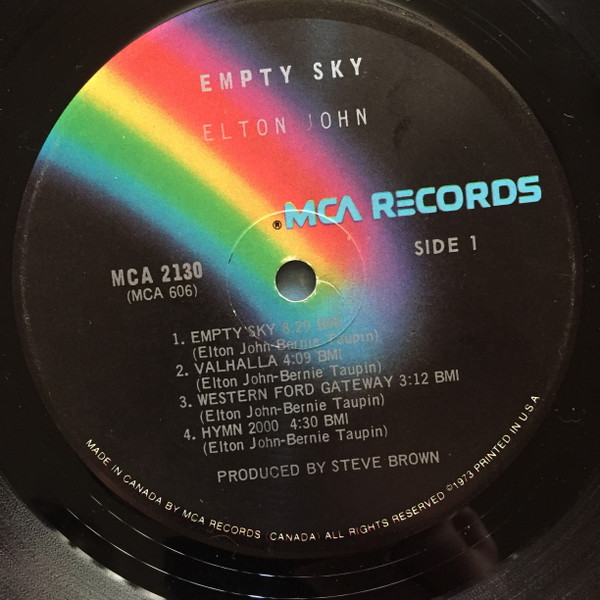 EMPTY SKY
ELTON JOHN
®MCA RECORDS
SIDE 1
MCA 2130
(MCA 606)
1. EMPTY SKY 8:20 BMI
(Elton John-Bernie Taupin)
2. VALHALLA 4:09 BMI
(Elton John-Bernie Taupin)
3. WESTERN FORD GATEWAY 3:12 BMI
(Elton John-Bernie Taupin)
4. HYMN 2000 4:30 BMI
(Elton John-Bernie Taupin)
PRODUCED BY STEVE BROWN
MADE IN CANADA BY MCA RECORDS (CANADA) ALL RIGHTS RESERVED ©1973 PRINTED IN U S A